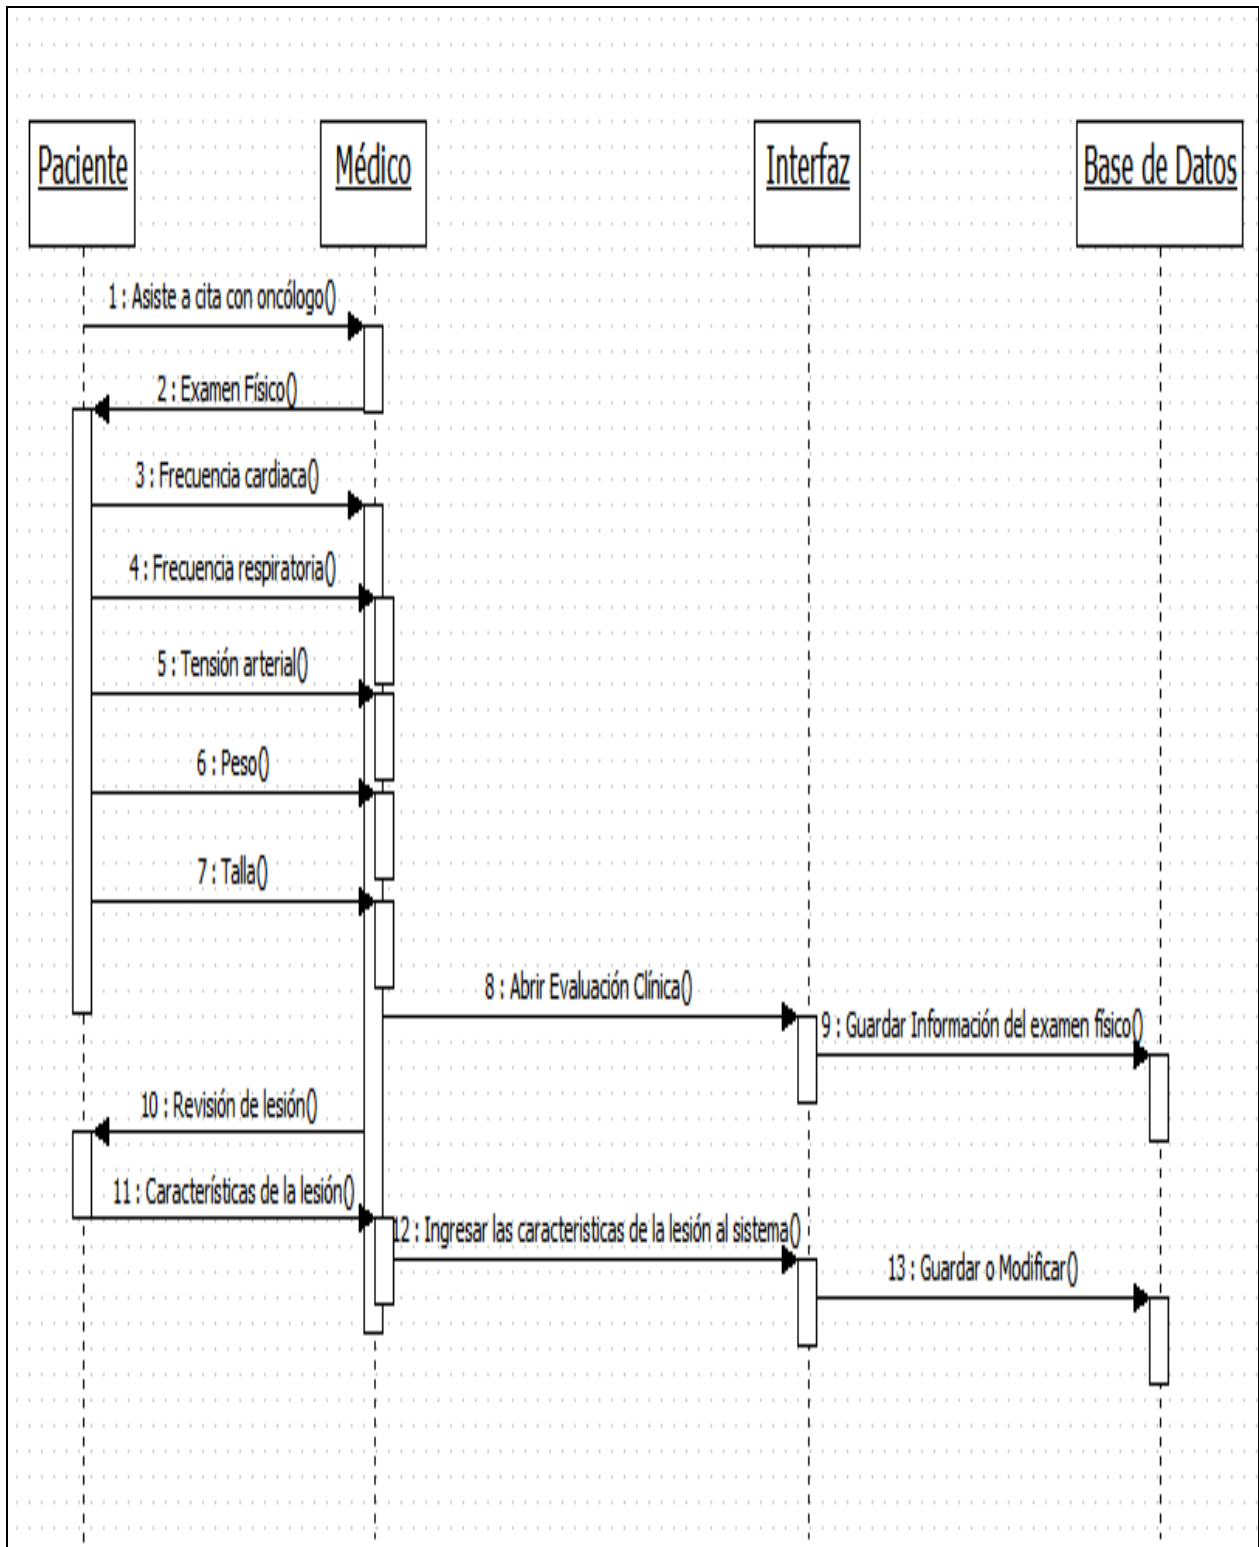 Paciente
Médico
Interfaz
Base de Datos
1 : Asiste a cita con oncólogo()
2 : Examen Físico()
3 : Frecuencia cardiaca()
4 : Frecuencia respiratoria()
5 : Tensión arterial()
6 : Peso()
7 : Talla()
8 : Abrir Evaluación Clínica()
9 : Guardar Información del examen físico()
10 : Revisión de lesión()
11 : Características de la lesión()
12 : Ingresar las caracteristicas de la lesión al sistema()
13 : Guardar o Modificar()